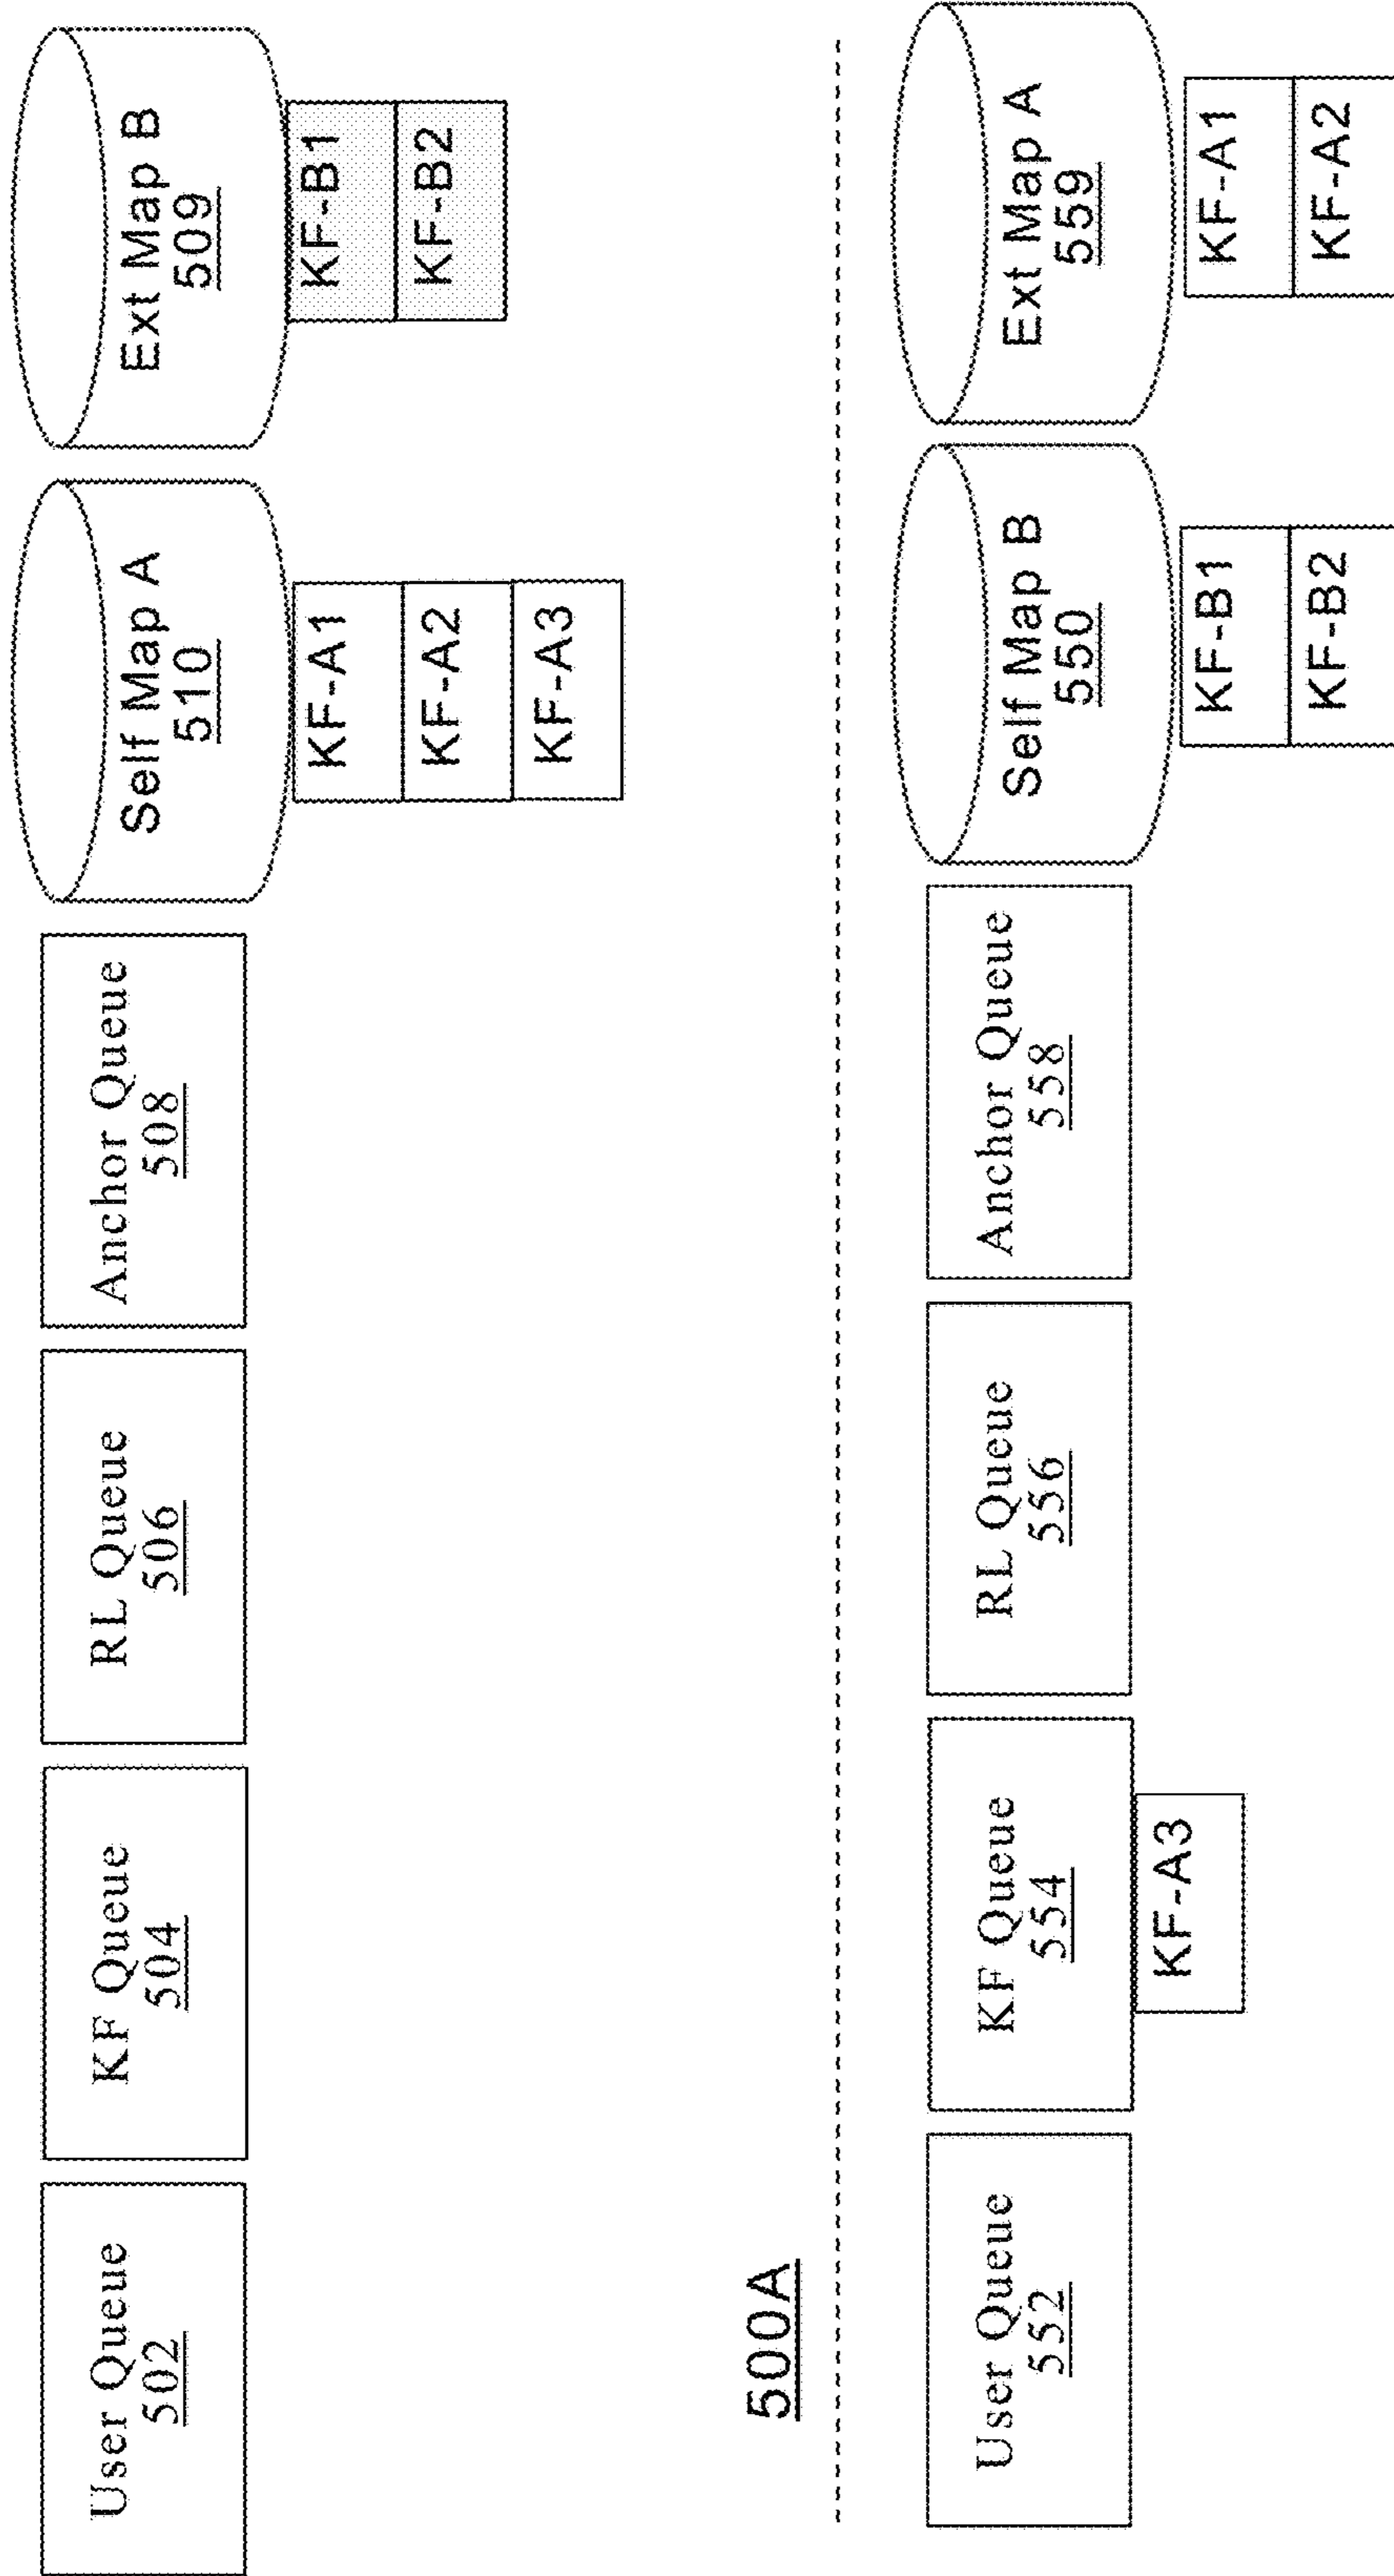 User Queue
502
KF Queue
504
RL Queue
506
Anchor Queue
508
Self Map A
510
KF-A1
KF-A2
KF-A3
Ext Map B
509
KF-B1
KF-B2
500A
User Queue
552
KF Queue
554
KF-A3
RL Queue
556
Anchor Queue
558
Self Map B
550
KF-B1
KF-B2
Ext Map A
559
KF-A1
KF-A2